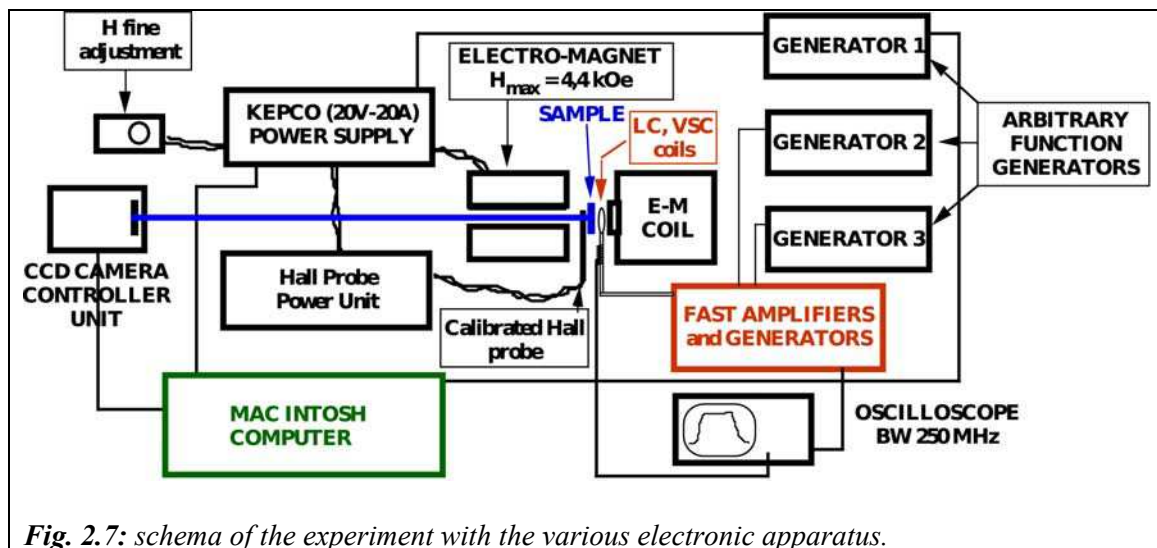 H fine
adjustment
ELECTRO-MAGNET
Hmax = 4,4 kOe
GENERATOR 1
KEPCO (20V-20A)
POWER SUPPLY
SAMPLE
LC, VSC
coils
GENERATOR 2
ARBITRARY
FUNCTION
GENERATORS
E-M
COIL
GENERATOR 3
CCD CAMERA
CONTROLLER
UNIT
Hall Probe
Power Unit
Calibrated Hall
probe
FAST AMPLIFIERS
and GENERATORS
MAC INTOSH
COMPUTER
OSCILLOSCOPE
BW 250 MHz
Fig. 2.7: schema of the experiment with the various electronic apparatus.